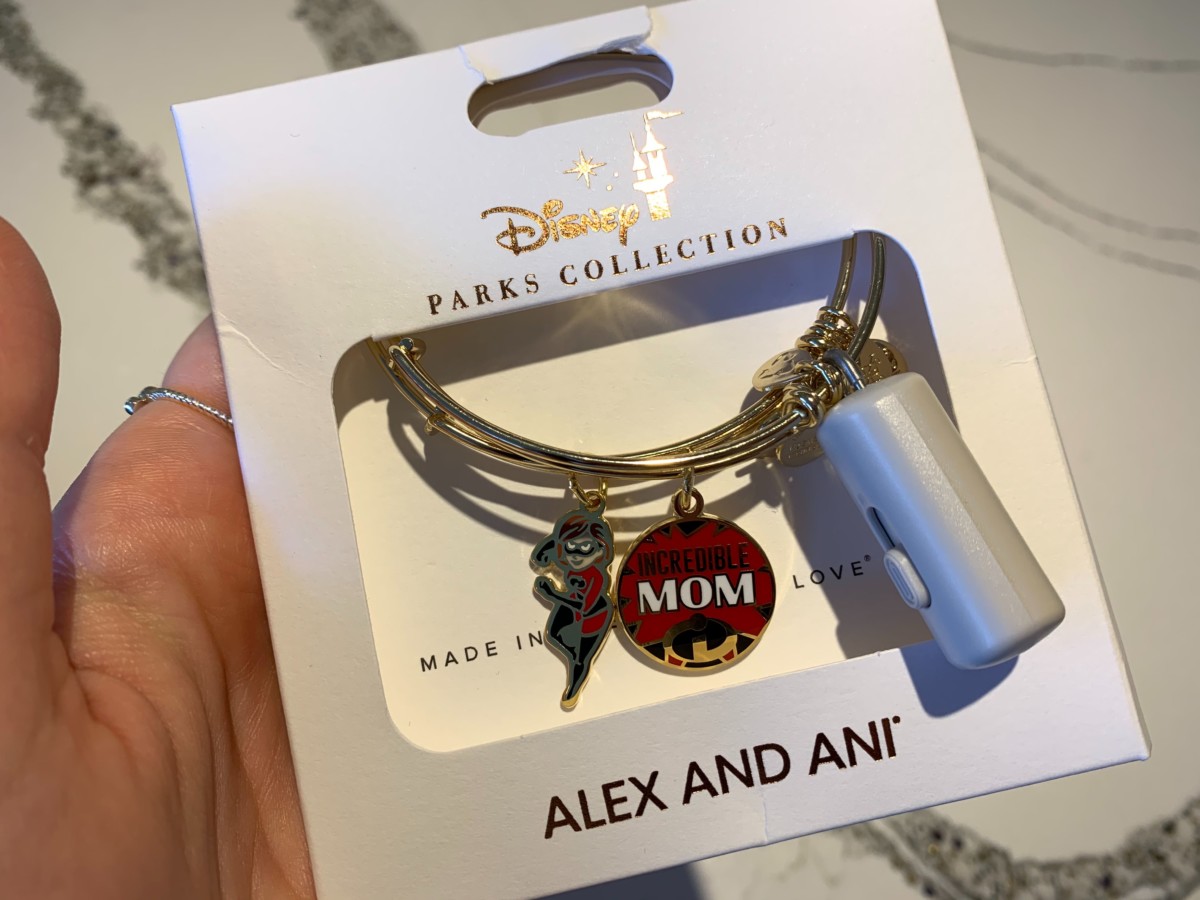 Disney
PARKS COLLECTION
INCREDIBLE
MOM
MADE IN
LOVE®
ALEX AND ANI